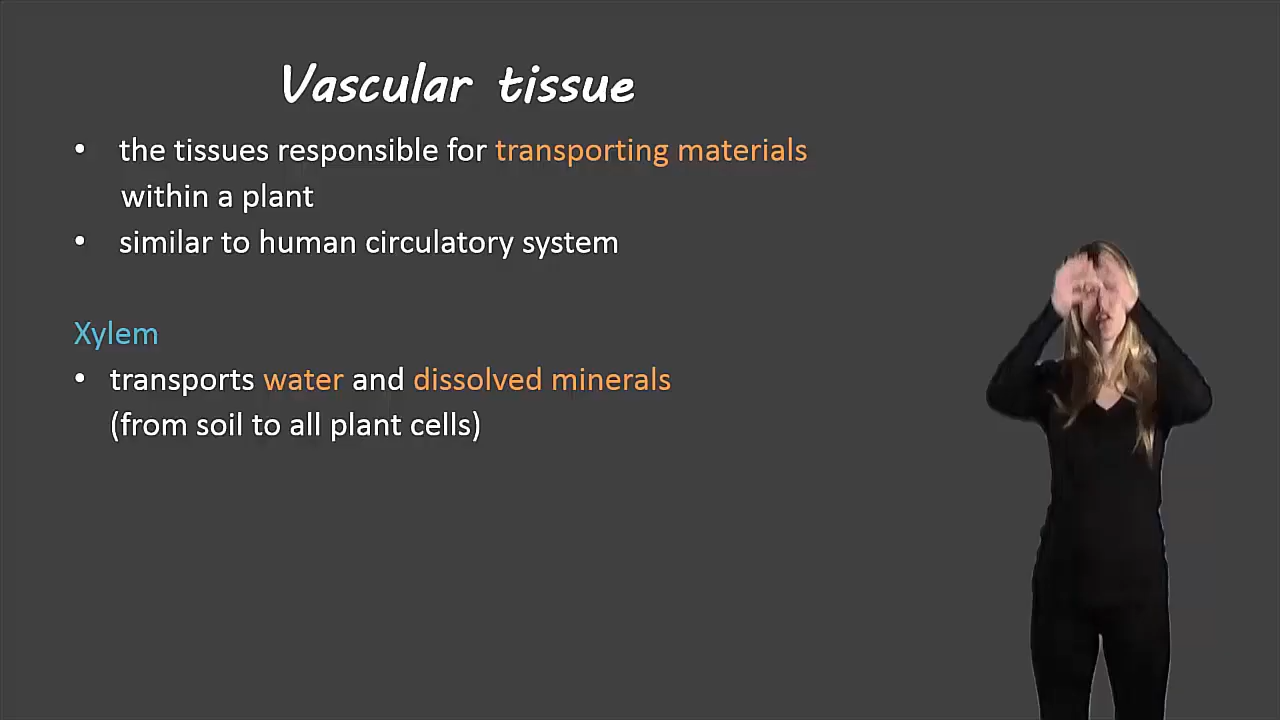 Vascular tissue
• the tissues responsible for transporting materials
within a plant
• similar to human circulatory system
Xylem
• transports water and dissolved minerals
(from soil to all plant cells)